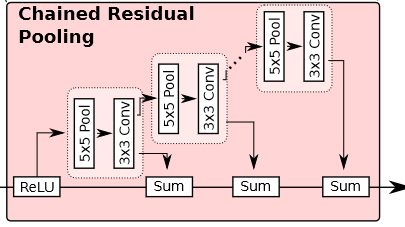 Chained Residual
Pooling
5x5 Pool
3x3 Conv
5x5 Pool
3x3 Conv
5x5 Pool
3x3 Conv
ReLU
Sum
Sum
Sum